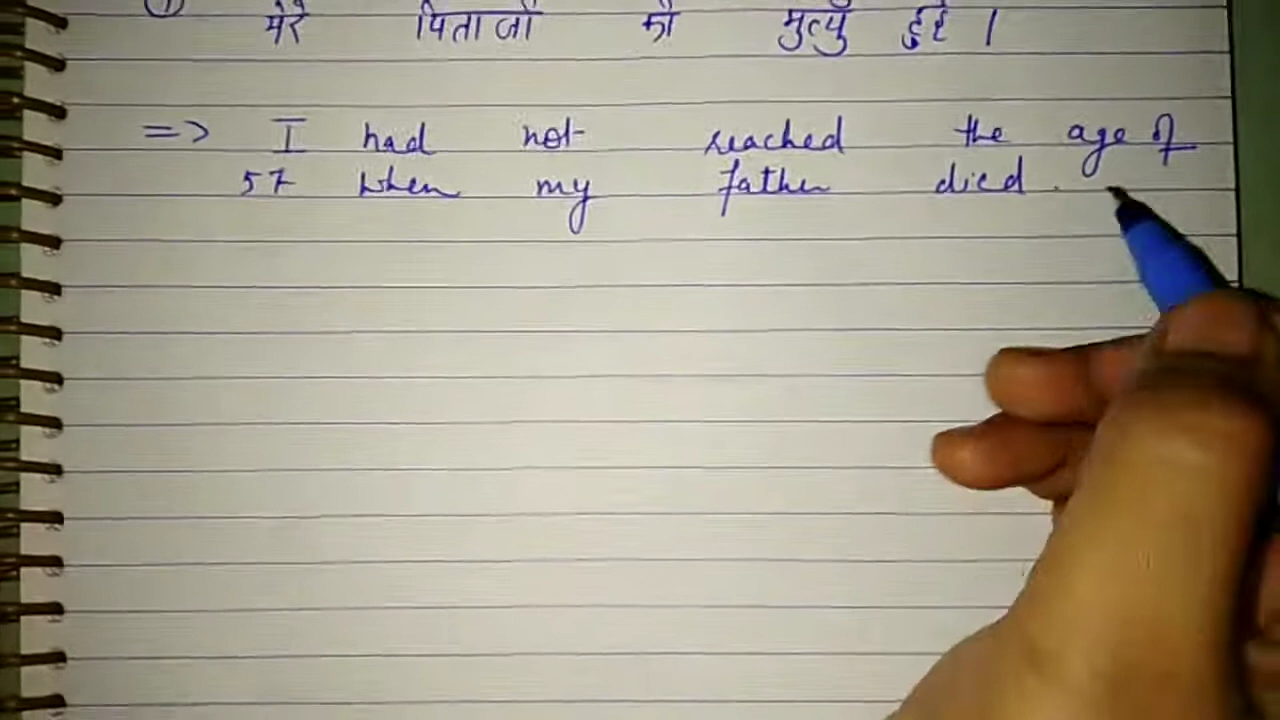 मेरे पिताजी की मृत्यु हुई ।
=> I had not reached the age of
57 when my father died.